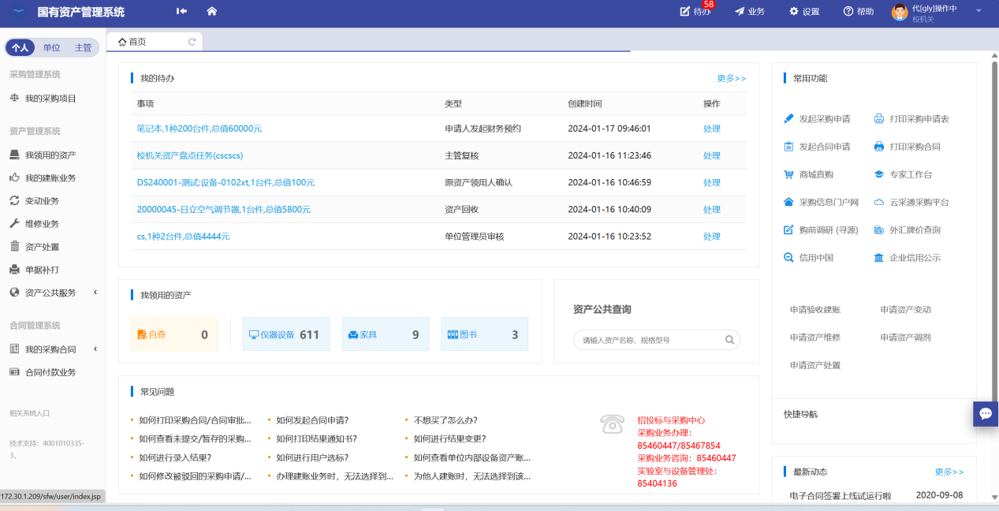 国有资产管理系统
待办 58
业务
设置
帮助
代[gly]操作中
校机关
个人 单位 主管
首页
采购管理系统
我的采购项目
资产管理系统
我领用的资产
我的建账业务
变动业务
维修业务
资产处置
单据补打
资产公共服务
合同管理系统
我的采购合同
合同付款业务
相关系统入口
技术支持：4001010335-
3。
172.30.1.209/sfw/user/index.jsp
我的待办 更多>>
事项 类型 创建时间 操作
笔记本,1种200台件,总值60000元 申请人发起财务预约 2024-01-17 09:46:01 处理
校机关资产盘点任务(cscscs) 主管复核 2024-01-16 11:23:46 处理
DS240001-测试:设备-0102xt,1台件,总值100元 原资产领用人确认 2024-01-16 10:46:59 处理
20000045-日立空气调节器,1台件,总值5800元 资产回收 2024-01-16 10:40:09 处理
cs,1种2台件,总值4444元 单位管理员审核 2024-01-16 10:23:52 处理
我领用的资产
自查 0 仪器设备 611 家具 9 图书 3
资产公共查询
请输入资产名称、规格型号
常见问题
如何打印采购合同/合同审批... 如何发起合同申请? 不想买了怎么办?
如何查看未提交/暂存的采购... 如何打印结果通知书? 如何进行结果变更?
如何进行录入结果? 如何进行用户选标? 如何查看单位内部设备资产账...
如何修改被驳回的采购申请/... 办理建账业务时，无法选择到... 为他人建账时，无法选择到该...
招投标与采购中心
采购业务办理：
85460447/85467854
采购业务咨询：85460447
实验室与设备管理处：
85404136
常用功能
发起采购申请 打印采购申请表
发起合同申请 打印采购合同
商城直购 专家工作台
采购信息门户网 云采通采购平台
购前调研 (寻源) 外汇牌价查询
信用中国 企业信用公示
申请验收建账 申请资产变动
申请资产维修 申请资产调剂
申请资产处置
快捷导航
最新动态 更多>>
电子合同签署上线试运行啦 2020-09-08